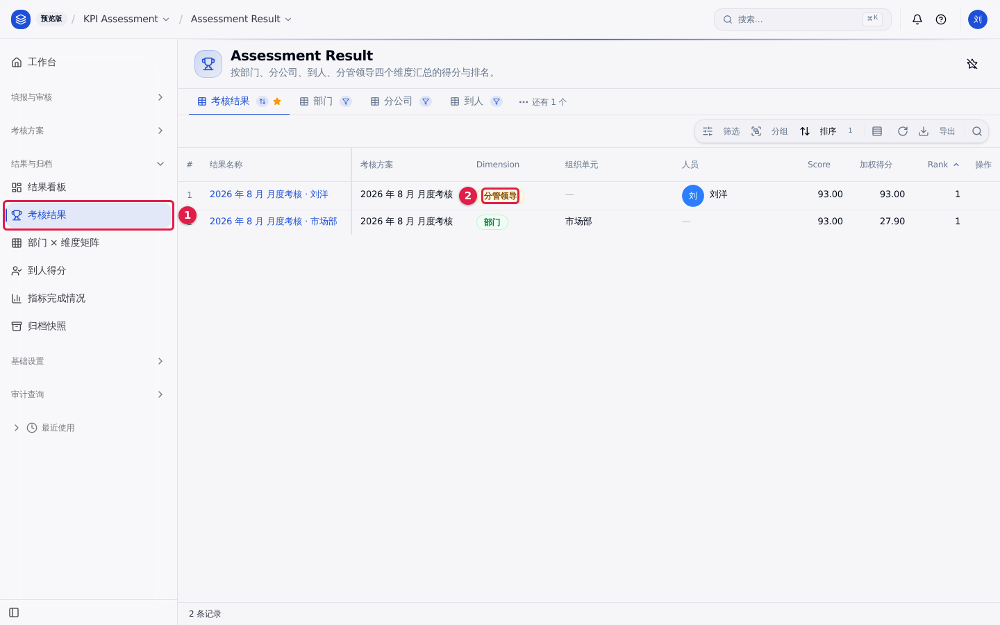 预览版 / KPI Assessment / Assessment Result
搜索... ⌘K
刘
工作台
填报与审核
考核方案
结果与归档
结果看板
考核结果
1
部门 × 维度矩阵
到人得分
指标完成情况
归档快照
基础设置
审计查询
最近使用
Assessment Result
按部门、分公司、到人、分管领导四个维度汇总的得分与排名。
考核结果 部门 分公司 到人 还有 1 个
筛选 分组 排序 1 导出
# 结果名称 考核方案 Dimension 组织单元 人员 Score 加权得分 Rank 操作
1 2026 年 8 月 月度考核 · 刘洋 2026 年 8 月 月度考核 2 分管领导 — 刘 刘洋 93.00 93.00 1
2026 年 8 月 月度考核 · 市场部 2026 年 8 月 月度考核 部门 市场部 — 93.00 27.90 1
2 条记录